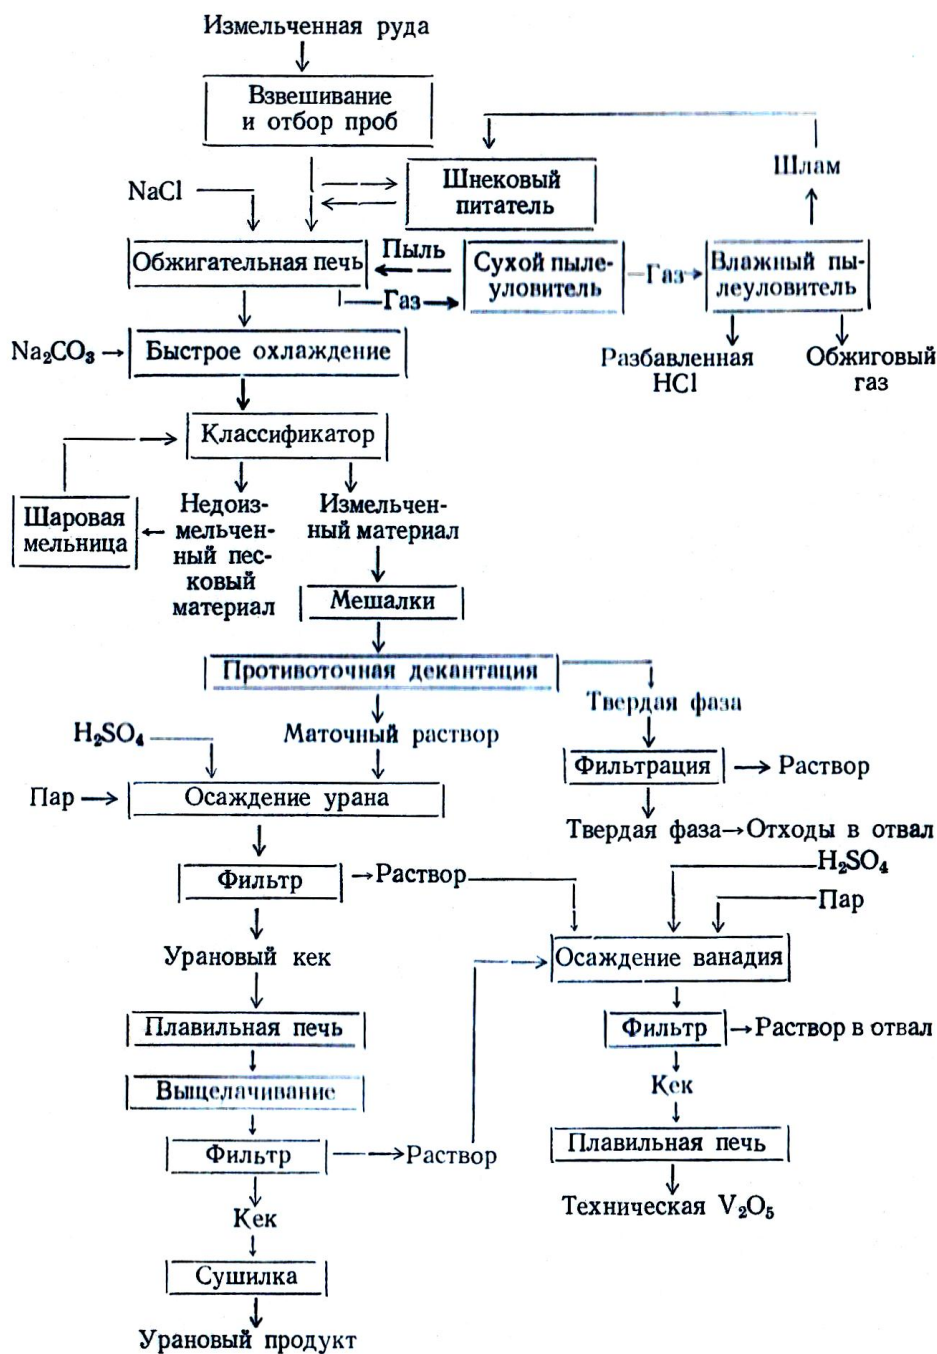 Измельченная руда
Взвешивание
и отбор проб
NaCl
Шнековый
питатель
Шлам
Обжигательная печь
Пыль
Газ
Сухой пыле-
уловитель
Газ
Влажный пы-
леуловитель
Na₂CO₃
Быстрое охлаждение
Разбавленная
HCl
Обжиговый
газ
Классификатор
Шаровая
мельница
Недоиз-
мельчен-
ный пес-
ковый
материал
Измельчен-
ный материал
Мешалки
Противоточная декантация
Твердая фаза
H₂SO₄
Маточный раствор
Фильтрация
Раствор
Пар
Осаждение урана
Твердая фаза
Отходы в отвал
Фильтр
Раствор
H₂SO₄
Пар
Урановый кек
Осаждение ванадия
Плавильная печь
Фильтр
Раствор в отвал
Выщелачивание
Кек
Фильтр
Раствор
Плавильная печь
Кек
Техническая V₂O₅
Сушилка
Урановый продукт